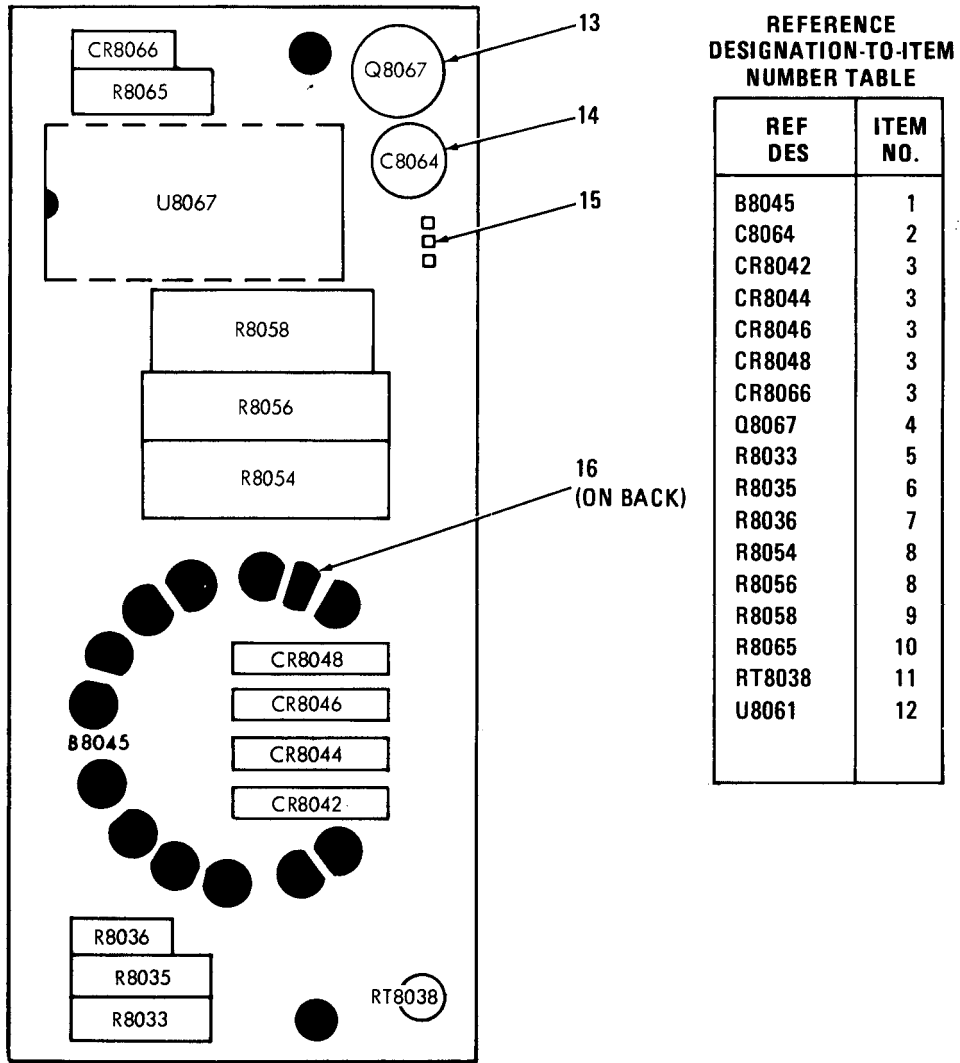 CR8066
R8065
Q8067
C8064
U8067
R8058
R8056
R8054
CR8048
CR8046
B8045
CR8044
CR8042
R8036
R8035
R8033
RT8038
13
14
15
16
(ON BACK)
REFERENCE
DESIGNATION-TO-ITEM
NUMBER TABLE
REF DES ITEM NO.
B8045 1
C8064 2
CR8042 3
CR8044 3
CR8046 3
CR8048 3
CR8066 3
Q8067 4
R8033 5
R8035 6
R8036 7
R8054 8
R8056 8
R8058 9
R8065 10
RT8038 11
U8061 12